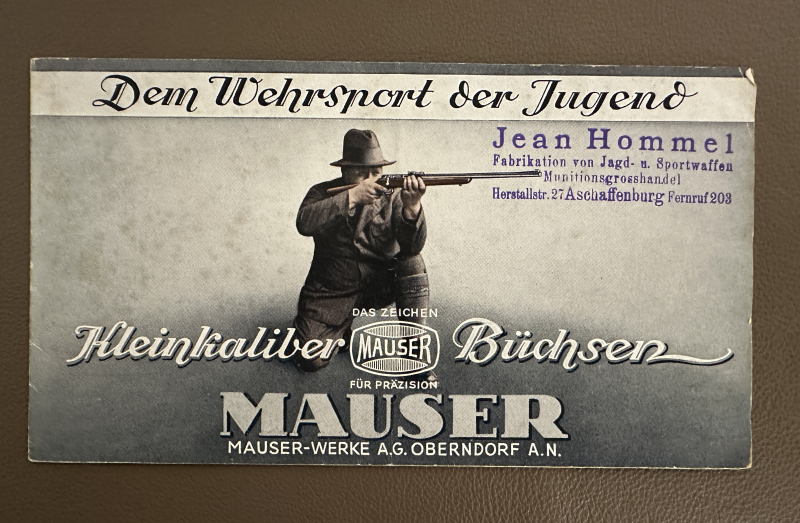 Dem Wehrsport der Jugend
Jean Hommel
Fabrikation von Jagd- u. Sportwaffen
Munitionsgrosshandel
Herstallstr. 27 Aschaffenburg Fernruf 203
DAS ZEICHEN
Kleinkaliber MAUSER Büchsen
FÜR PRÄZISION
MAUSER
MAUSER-WERKE A.G. OBERNDORF A.N.